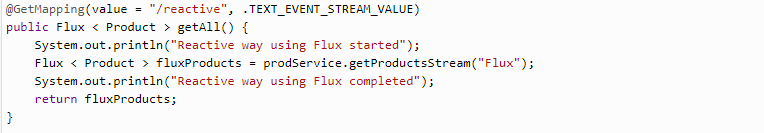 @GetMapping(value = "/reactive", .TEXT_EVENT_STREAM_VALUE)
public Flux < Product > getAll() {
    System.out.println("Reactive way using Flux started");
    Flux < Product > fluxProducts = prodService.getProductsStream("Flux");
    System.out.println("Reactive way using Flux completed");
    return fluxProducts;
}